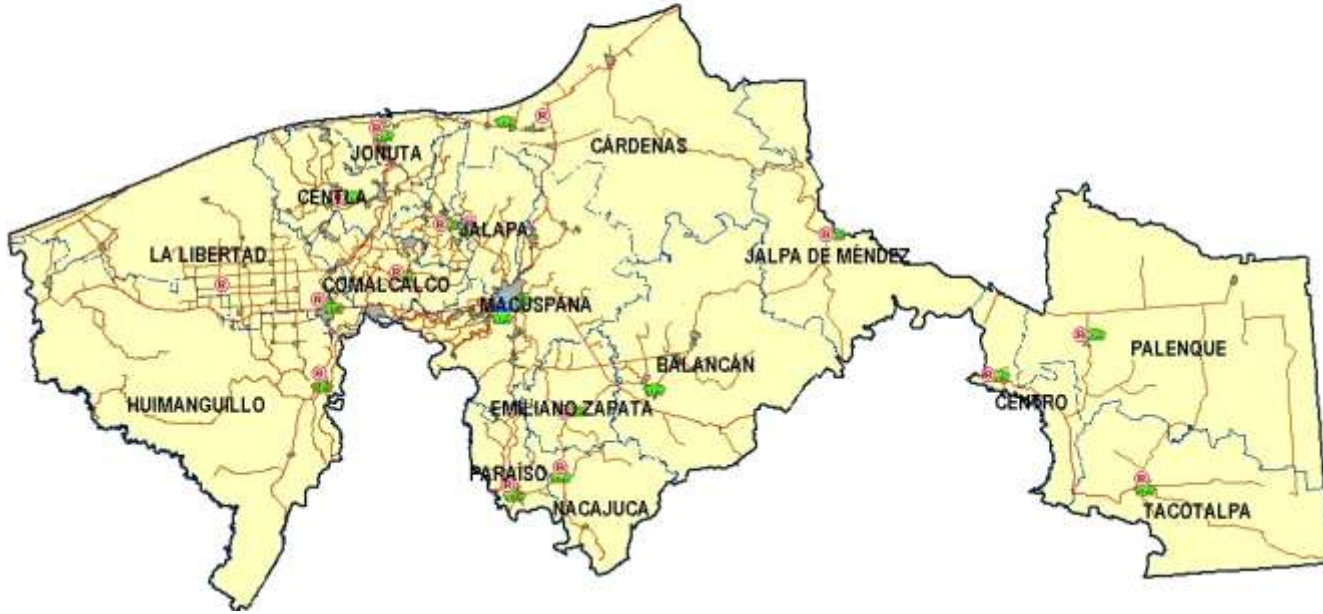 CÁRDENAS
JONUTA
CENTLA
JALAPA
LA LIBERTAD
JALPA DE MÉNDEZ
COMALCALCO
MACUSPANA
PALENQUE
BALANCÁN
CENTRO
HUIMANGUILLO
EMILIANO ZAPATA
PARAÍSO
NACAJUCA
TACOTALPA